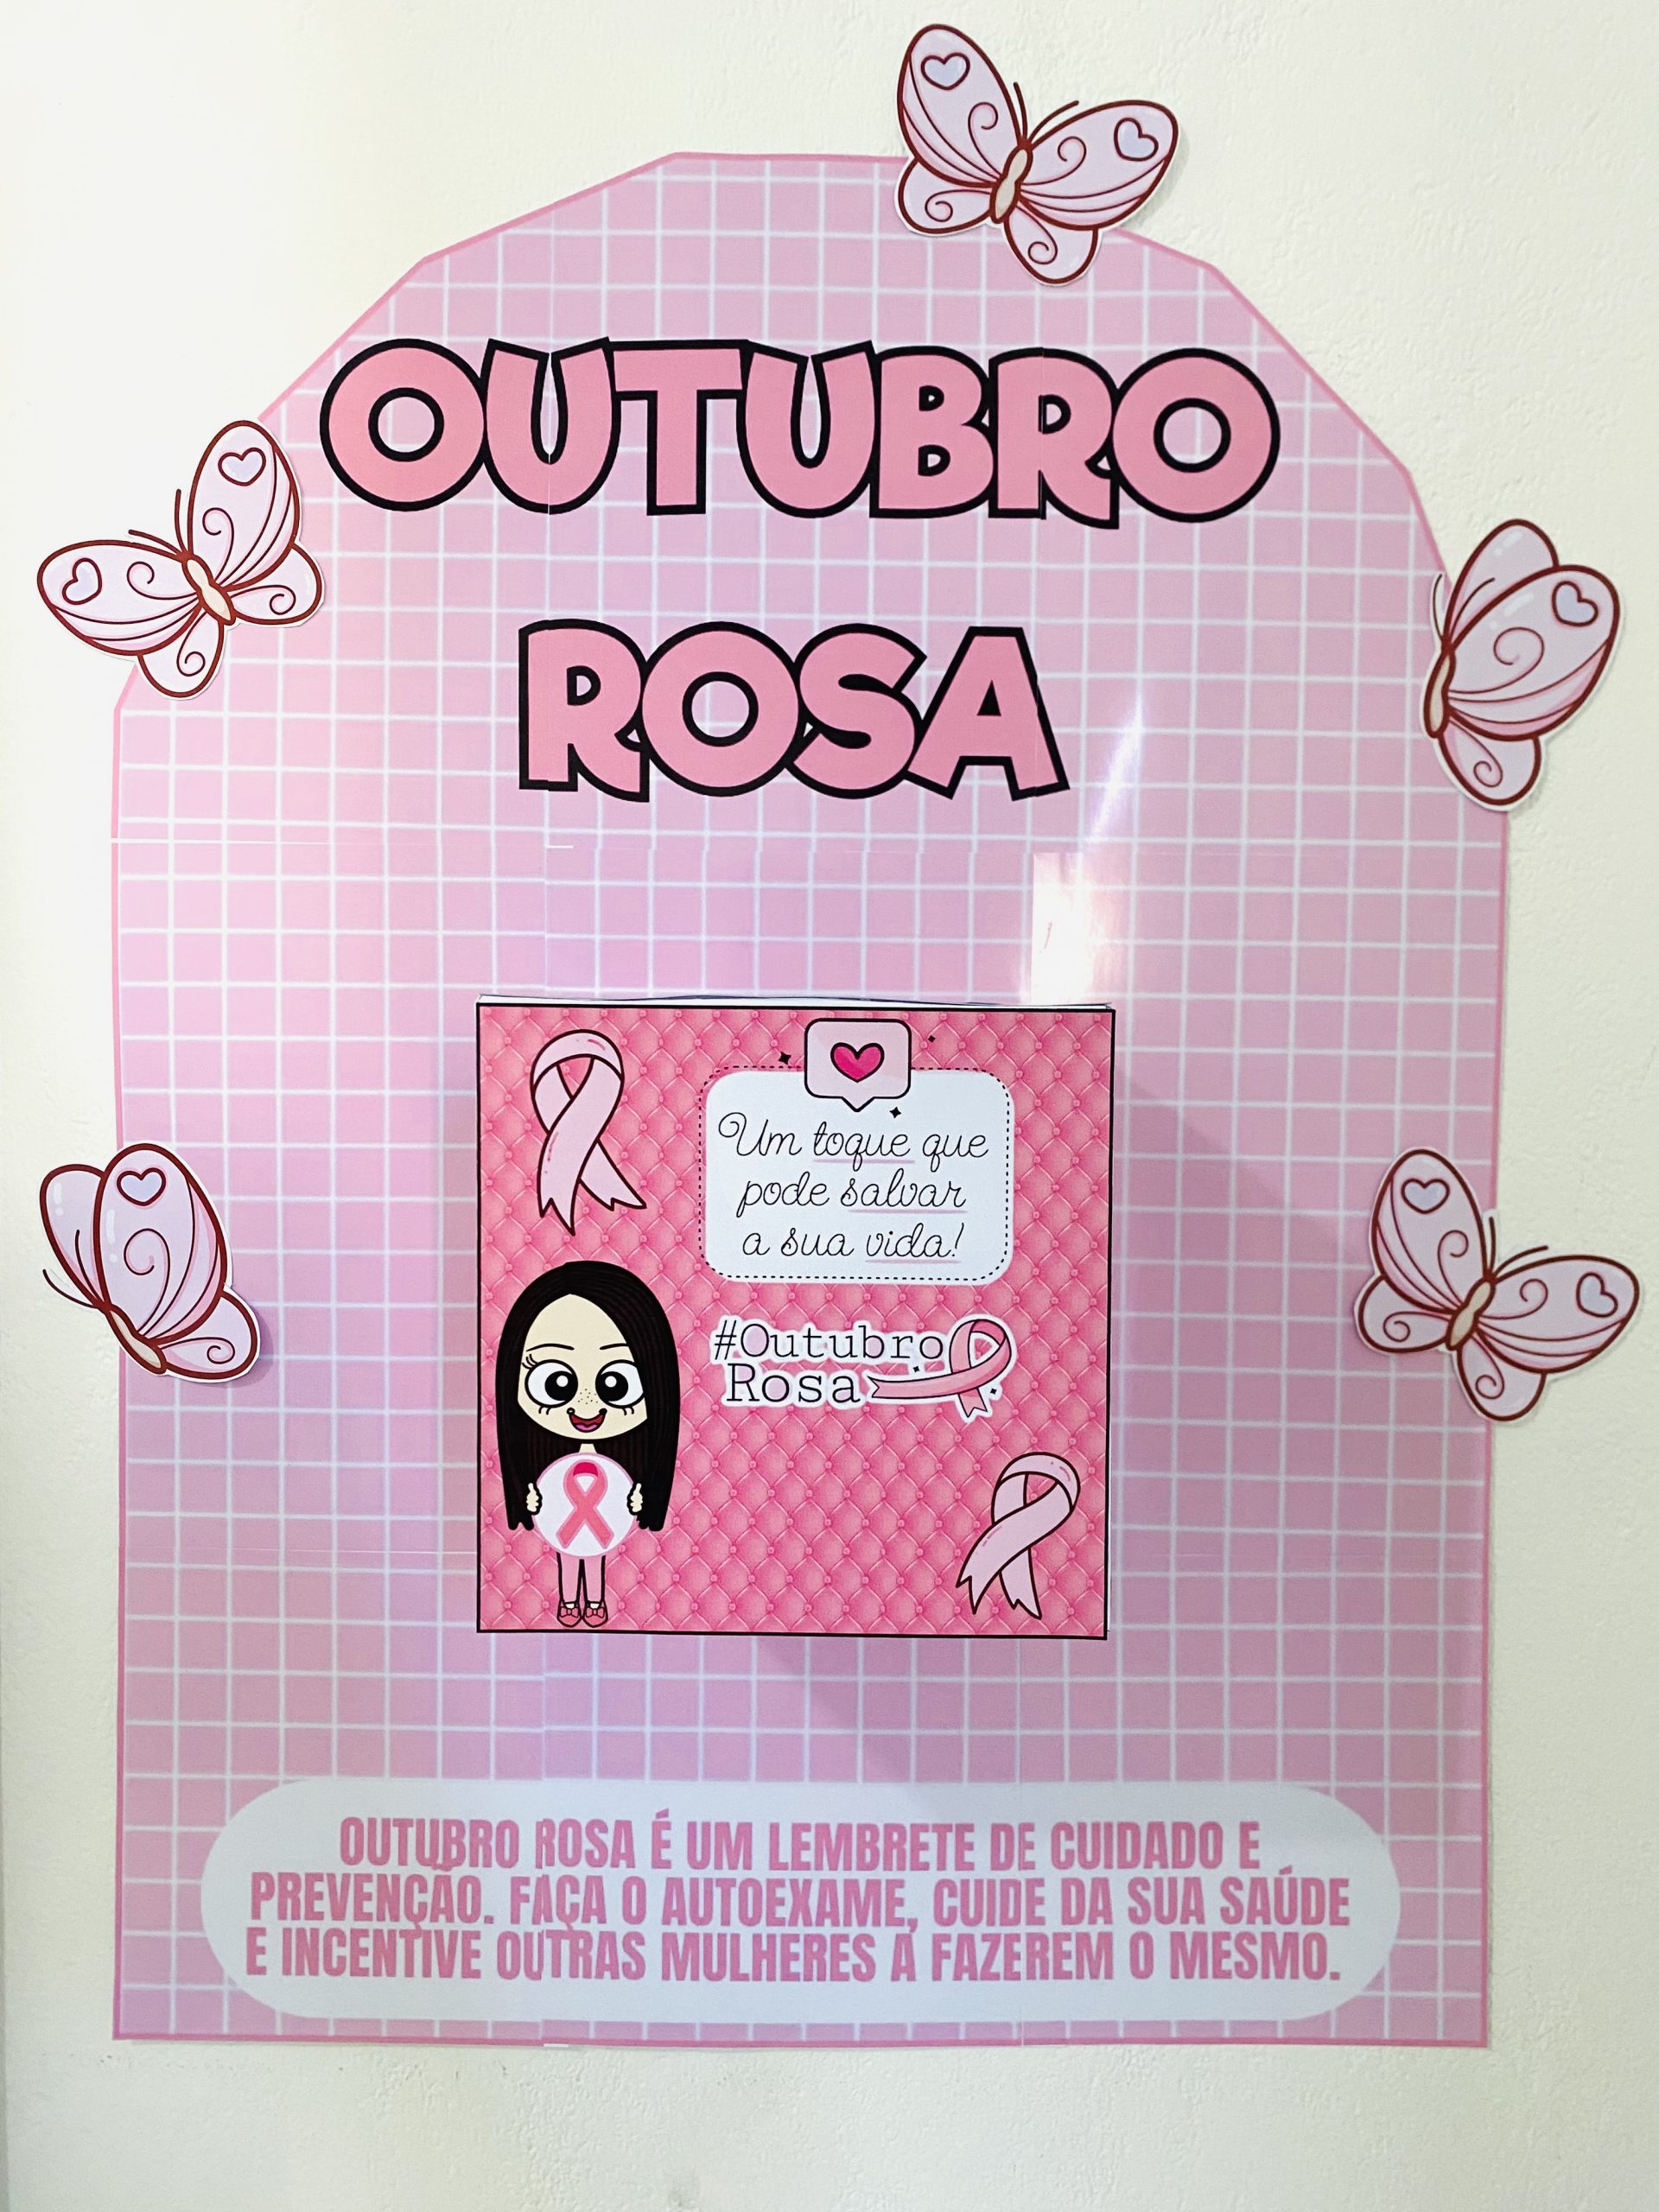 OUTUBRO
ROSA
Um toque que
pode salvar
a sua vida!
#Outubro
Rosa
OUTUBRO ROSA É UM LEMBRETE DE CUIDADO E
PREVENÇÃO. FAÇA O AUTOEXAME, CUIDE DA SUA SAÚDE
E INCENTIVE OUTRAS MULHERES A FAZEREM O MESMO.